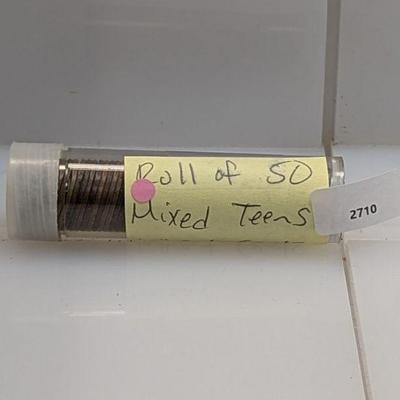 Roll of 50
Mixed Teens
2710